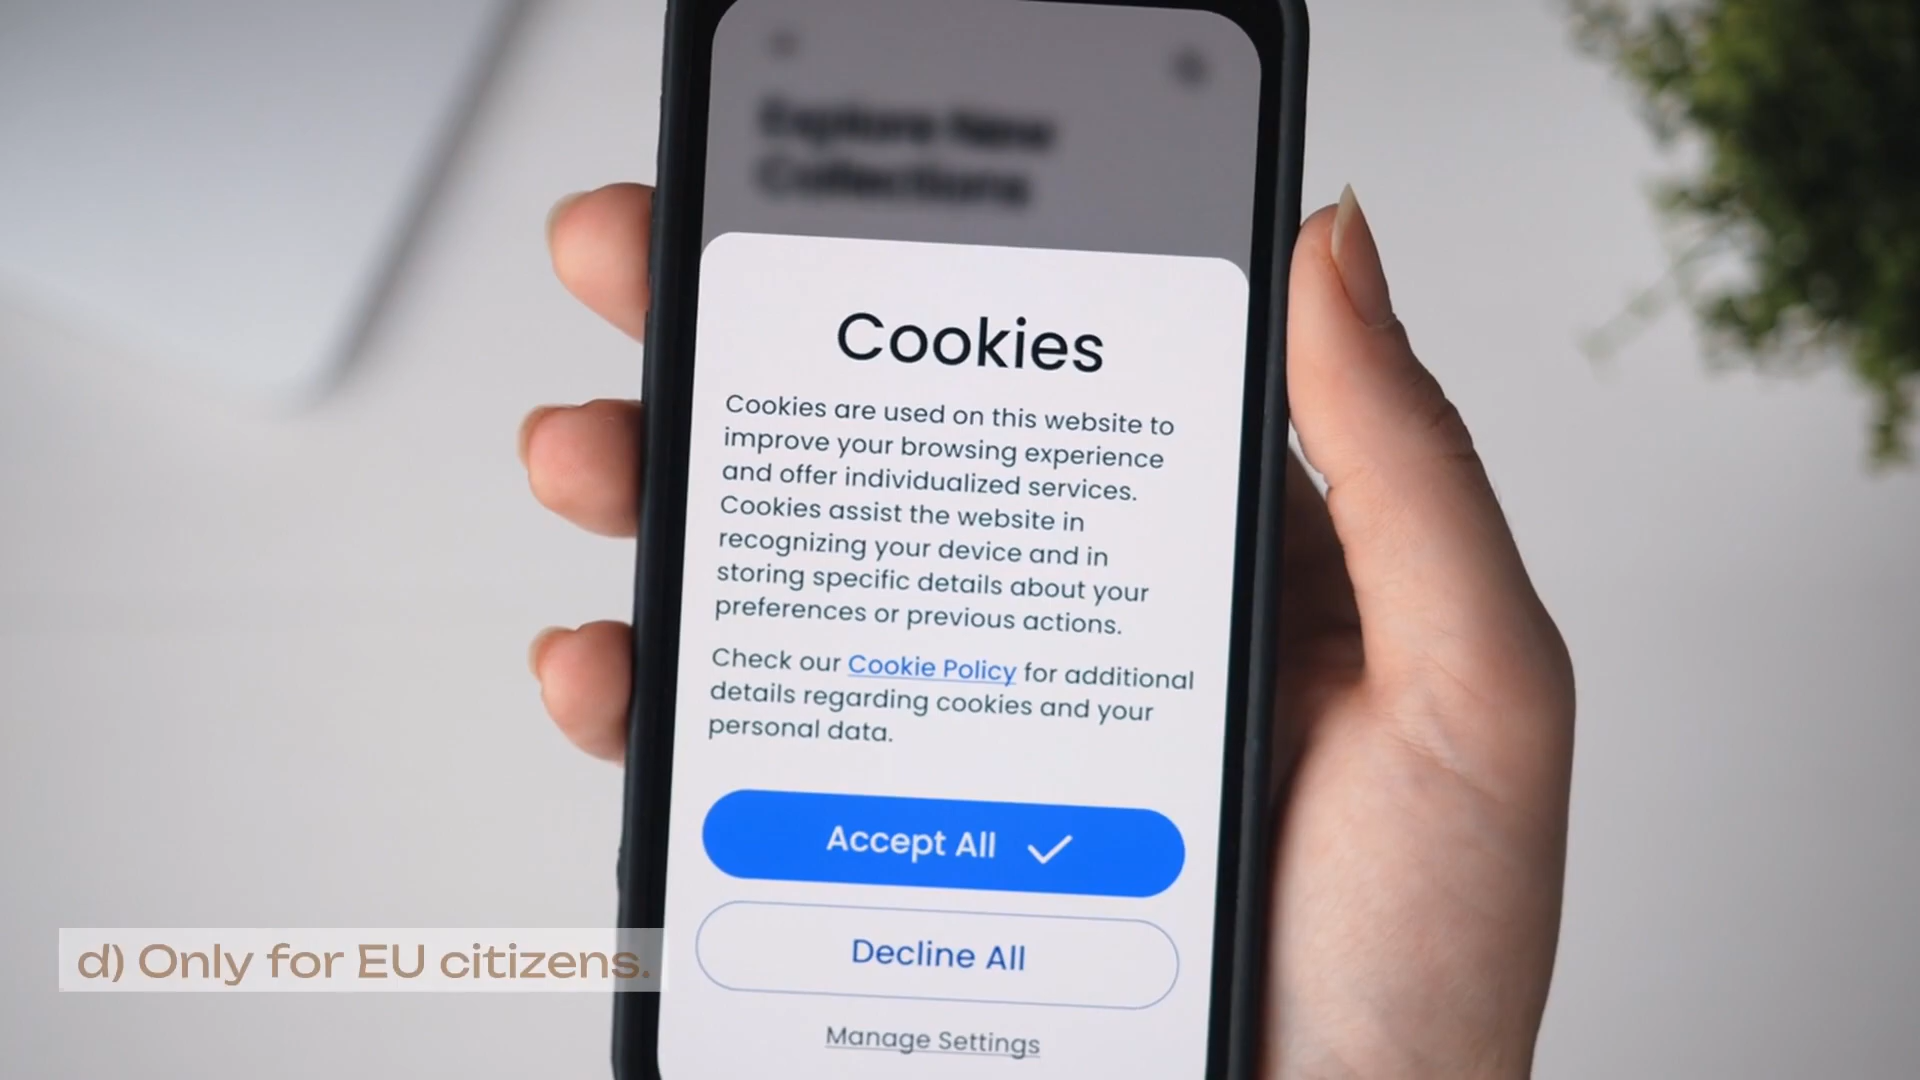 Explore New
Collections
Cookies
Cookies are used on this website to
improve your browsing experience
and offer individualized services.
Cookies assist the website in
recognizing your device and in
storing specific details about your
preferences or previous actions.
Check our Cookie Policy for additional
details regarding cookies and your
personal data.
Accept All
Decline All
Manage Settings
d) Only for EU citizens.